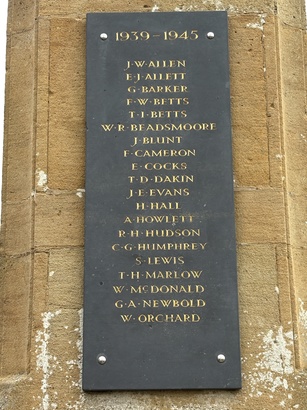 1939-1945
J·W·ALLEN
E·J·ALLETT
G·BARKER
F·W·BETTS
T·I·BETTS
W·R·BEADSMOORE
J·BLUNT
F·CAMERON
E·COCKS
T·D·DAKIN
J·E·EVANS
H·HALL
A·HOWLETT
R·H·HUDSON
C·G·HUMPHREY
S·LEWIS
T·H·MARLOW
W·McDONALD
G·A·NEWBOLD
W·ORCHARD